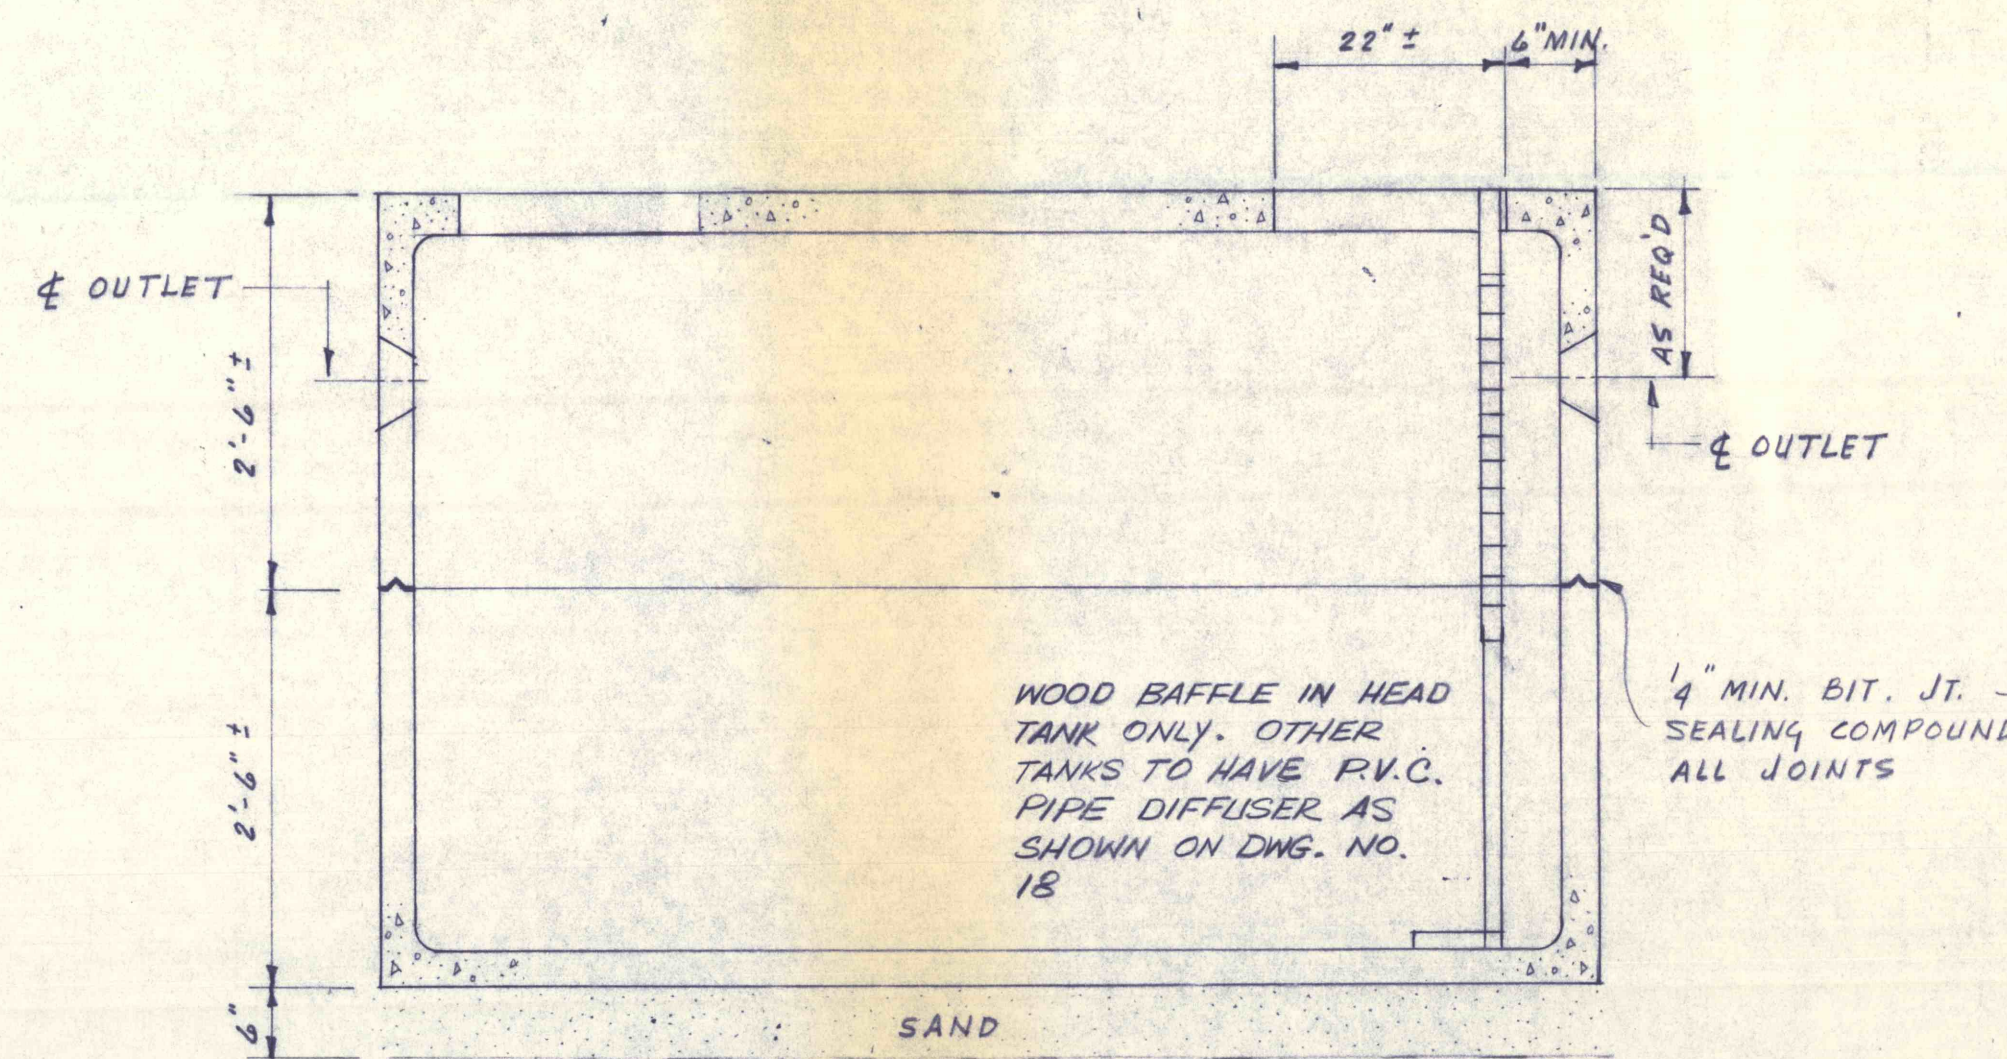 22" ±
6" MIN.
℄ OUTLET
AS REQ'D
2'-6" ±
℄ OUTLET
1/4" MIN. BIT. JT.
SEALING COMPOUND
ALL JOINTS
WOOD BAFFLE IN HEAD
TANK ONLY. OTHER
TANKS TO HAVE P.V.C.
PIPE DIFFUSER AS
SHOWN ON DWG. NO.
18
2'-6" ±
6"
SAND